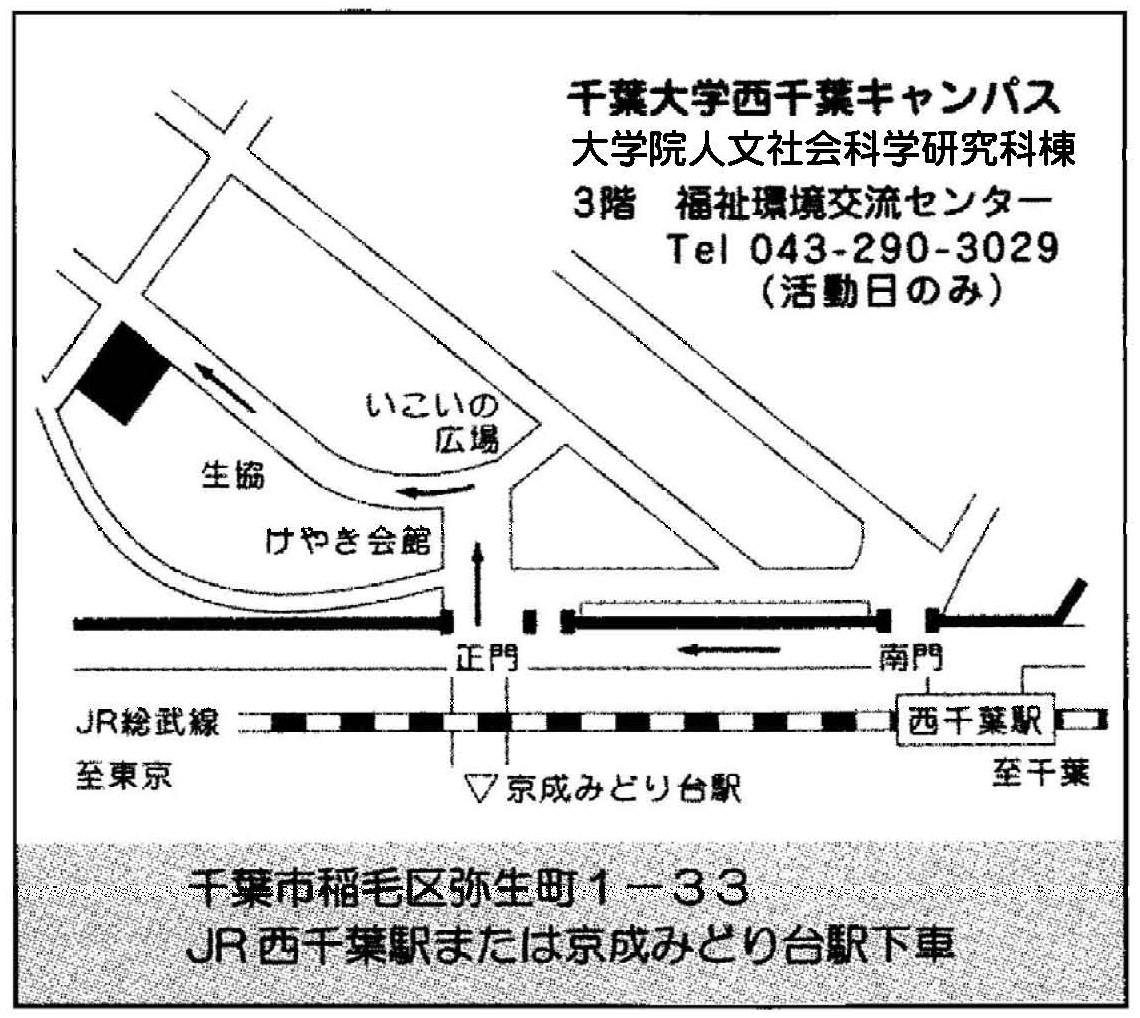 千葉大学西千葉キャンパス
大学院人文社会科学研究科棟
3階 福祉環境交流センター
Tel 043-290-3029
(活動日のみ)
いこいの
広場
生協
けやき会館
正門
南門
JR総武線
西千葉駅
至東京
▽京成みどり台駅
至千葉
千葉市稲毛区弥生町1-33
JR西千葉駅または京成みどり台駅下車